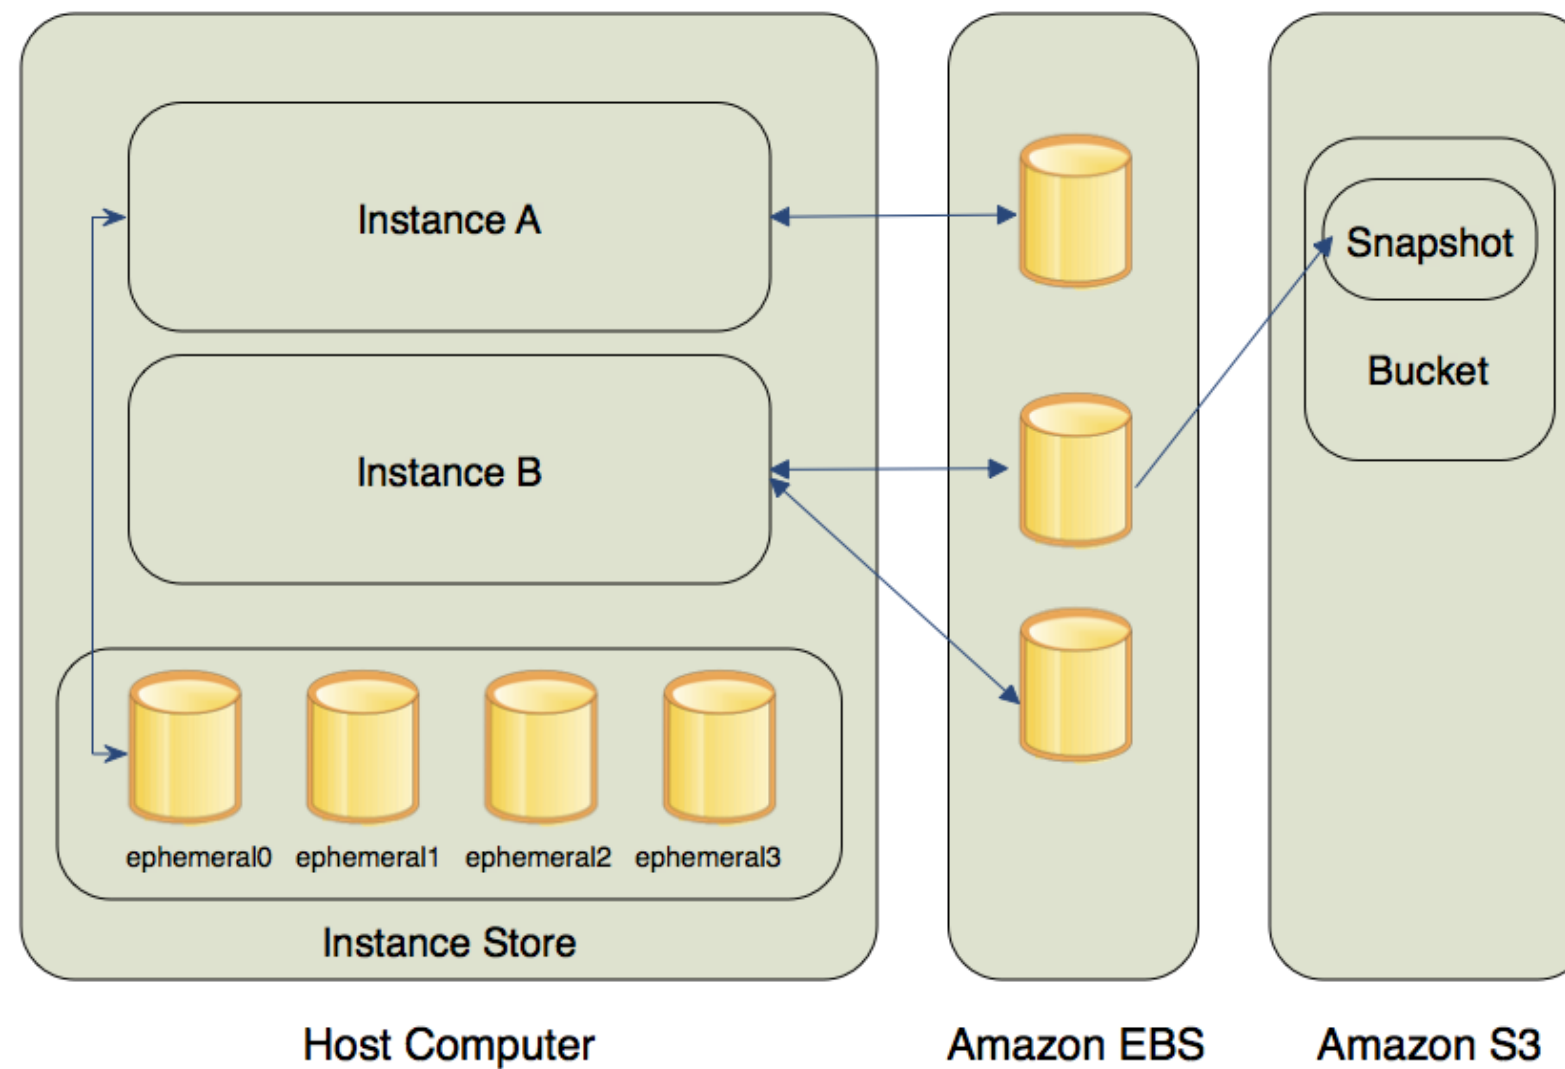 Instance A
Snapshot
Bucket
Instance B
ephemeral0 ephemeral1 ephemeral2 ephemeral3
Instance Store
Host Computer Amazon EBS Amazon S3